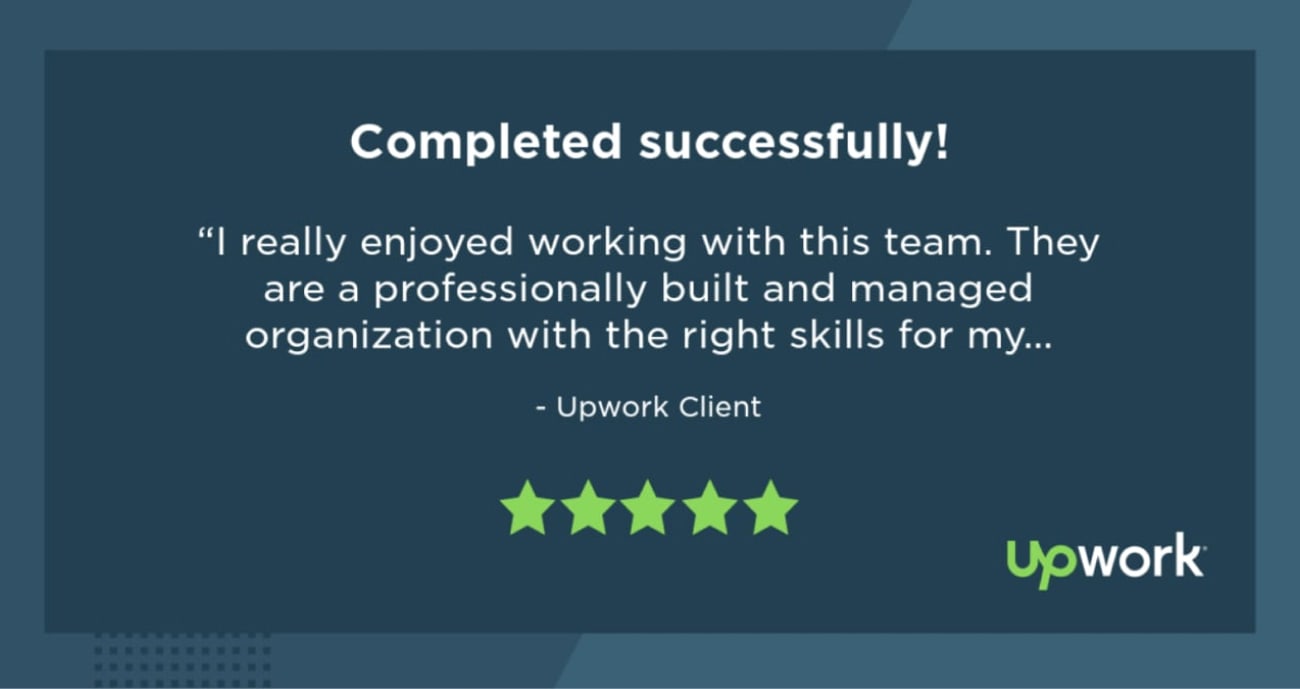 Completed successfully!
“I really enjoyed working with this team. They
are a professionally built and managed
organization with the right skills for my...
- Upwork Client
upwork